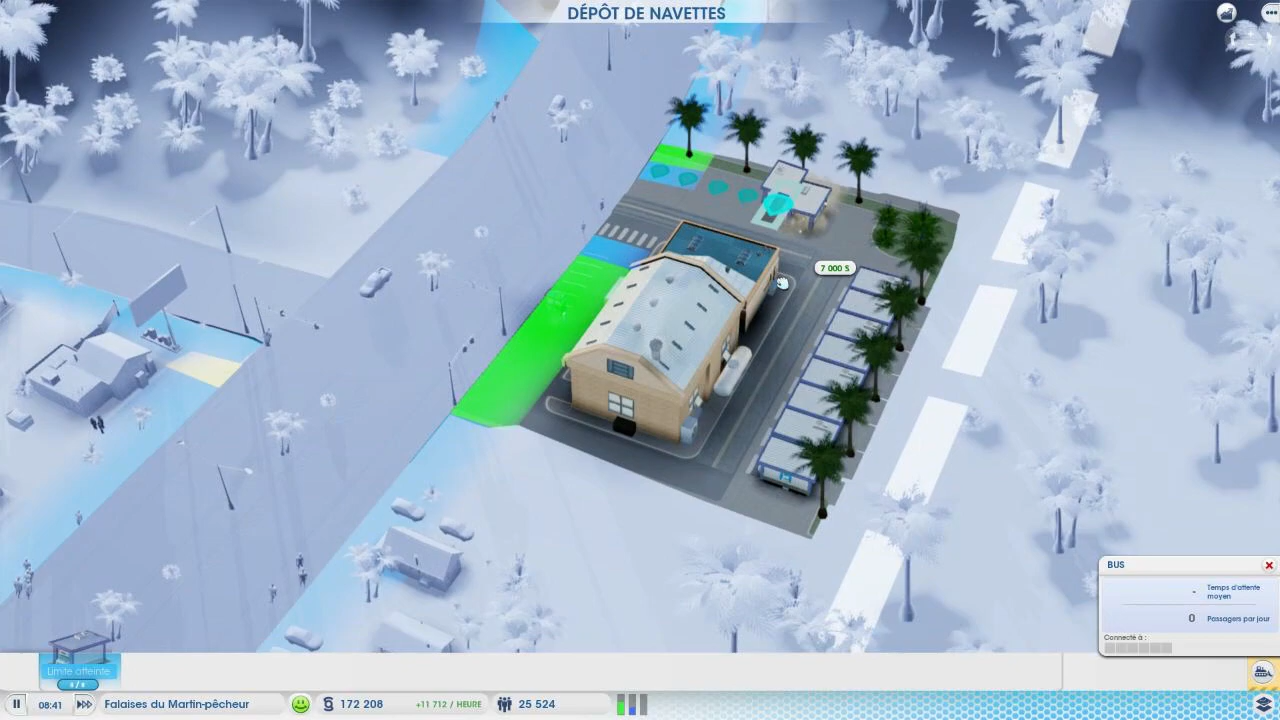 DÉPÔT DE NAVETTES
7 000 §
BUS
- Temps d'attente moyen
0 Passagers par jour
Connecté à :
Limite atteinte
08:41
Falaises du Martin-pêcheur
172 208
+11 712 / HEURE
25 524